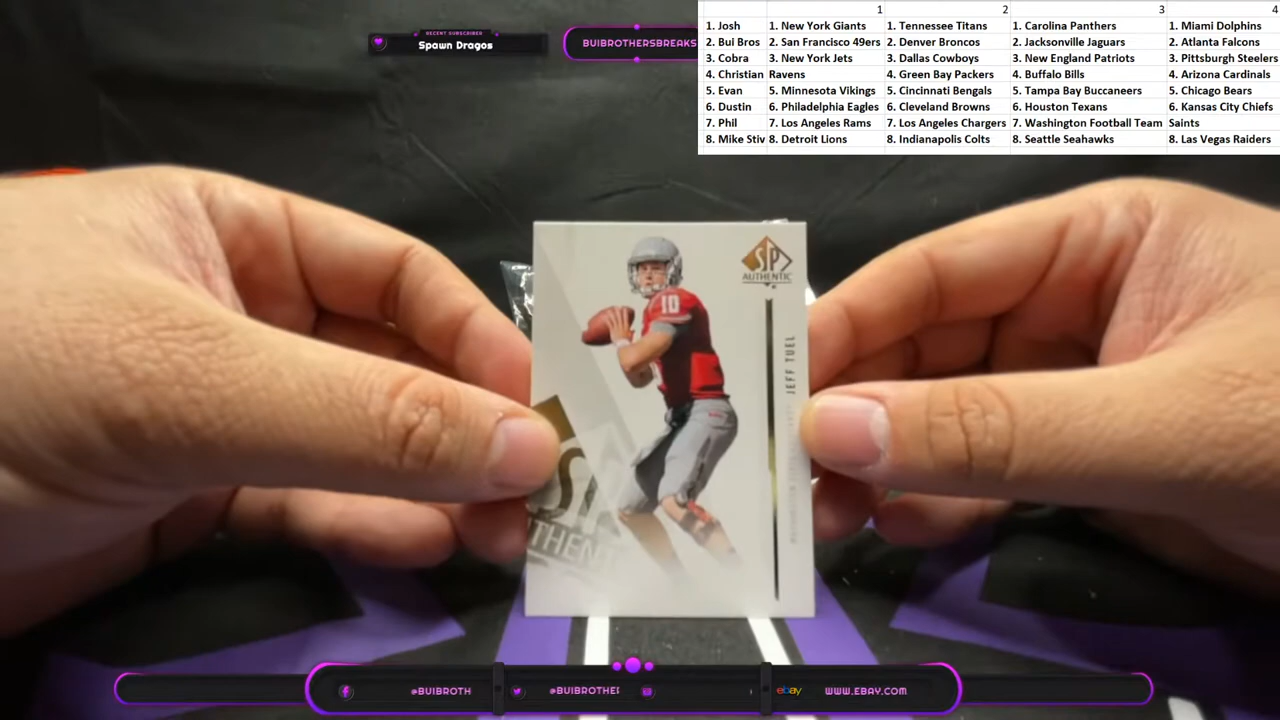 RECENT SUBSCRIBER
Spawn Dragos
BUIBROTHERSBREAKS
1 2 3 4
1. Josh 1. New York Giants 1. Tennessee Titans 1. Carolina Panthers 1. Miami Dolphins
2. Bui Bros 2. San Francisco 49ers 2. Denver Broncos 2. Jacksonville Jaguars 2. Atlanta Falcons
3. Cobra 3. New York Jets 3. Dallas Cowboys 3. New England Patriots 3. Pittsburgh Steelers
4. Christian Ravens 4. Green Bay Packers 4. Buffalo Bills 4. Arizona Cardinals
5. Evan 5. Minnesota Vikings 5. Cincinnati Bengals 5. Tampa Bay Buccaneers 5. Chicago Bears
6. Dustin 6. Philadelphia Eagles 6. Cleveland Browns 6. Houston Texans 6. Kansas City Chiefs
7. Phil 7. Los Angeles Rams 7. Los Angeles Chargers 7. Washington Football Team Saints
8. Mike Stiv 8. Detroit Lions 8. Indianapolis Colts 8. Seattle Seahawks 8. Las Vegas Raiders
SP
AUTHENTIC
10
JEFF TUEL
SP
THENT
@BUIBROTH @BUIBROTHE ebay WWW.EBAY.COM